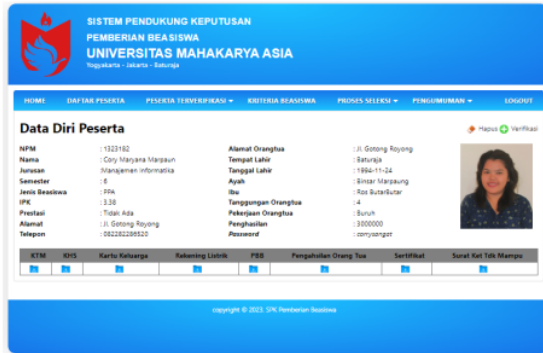 SISTEM PENDUKUNG KEPUTUSAN
PEMBERIAN BEASISWA
UNIVERSITAS MAHAKARYA ASIA
Yogyakarta - Jakarta - Baturaja
HOME DAFTAR PESERTA PESERTA TERVERIFIKASI KRITERIA BEASISWA PROSES SELEKSI PENGUMUMAN LOGOUT
Data Diri Peserta
Hapus Verifikasi
NPM : 1323182 Alamat Orangtua : Jl. Gotong Royong
Nama : Cory Maryana Marpaun Tempat Lahir : Baturaja
Jurusan :Manajemen Informatika Tanggal Lahir : 1994-11-24
Semester : 6 Ayah : Binsar Marpaung
Jenis Beasiswa : PPA Ibu : Ros ButarButar
IPK : 3.38 Tanggungan Orangtua : 4
Prestasi : Tidak Ada Pekerjaan Orangtua : Buruh
Alamat : Jl. Gotong Royong Penghasilan : 3000000
Telepon : 082282286520 Password
KTM KHS Kartu Keluarga Rekening Listrik PBB Pengahsilan Orang Tua Sertifikat Surat Ket Tdk Mampu
copyright © 2023. SPK Pemberian Beasiswa